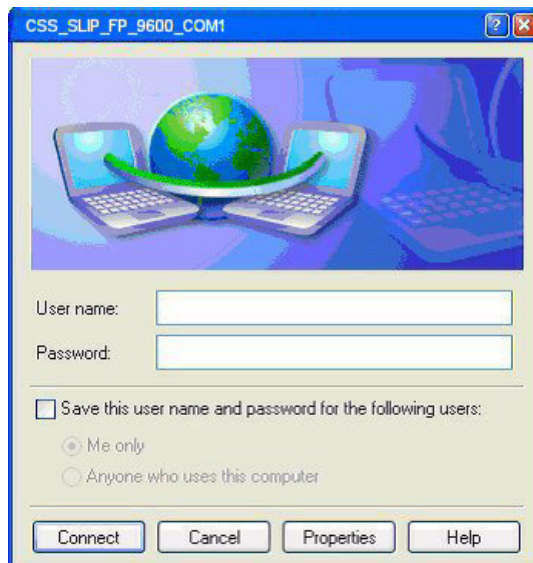 CSS_SLIP_FP_9600_COM1
User name:
Password:
Save this user name and password for the following users:
Me only
Anyone who uses this computer
Connect Cancel Properties Help